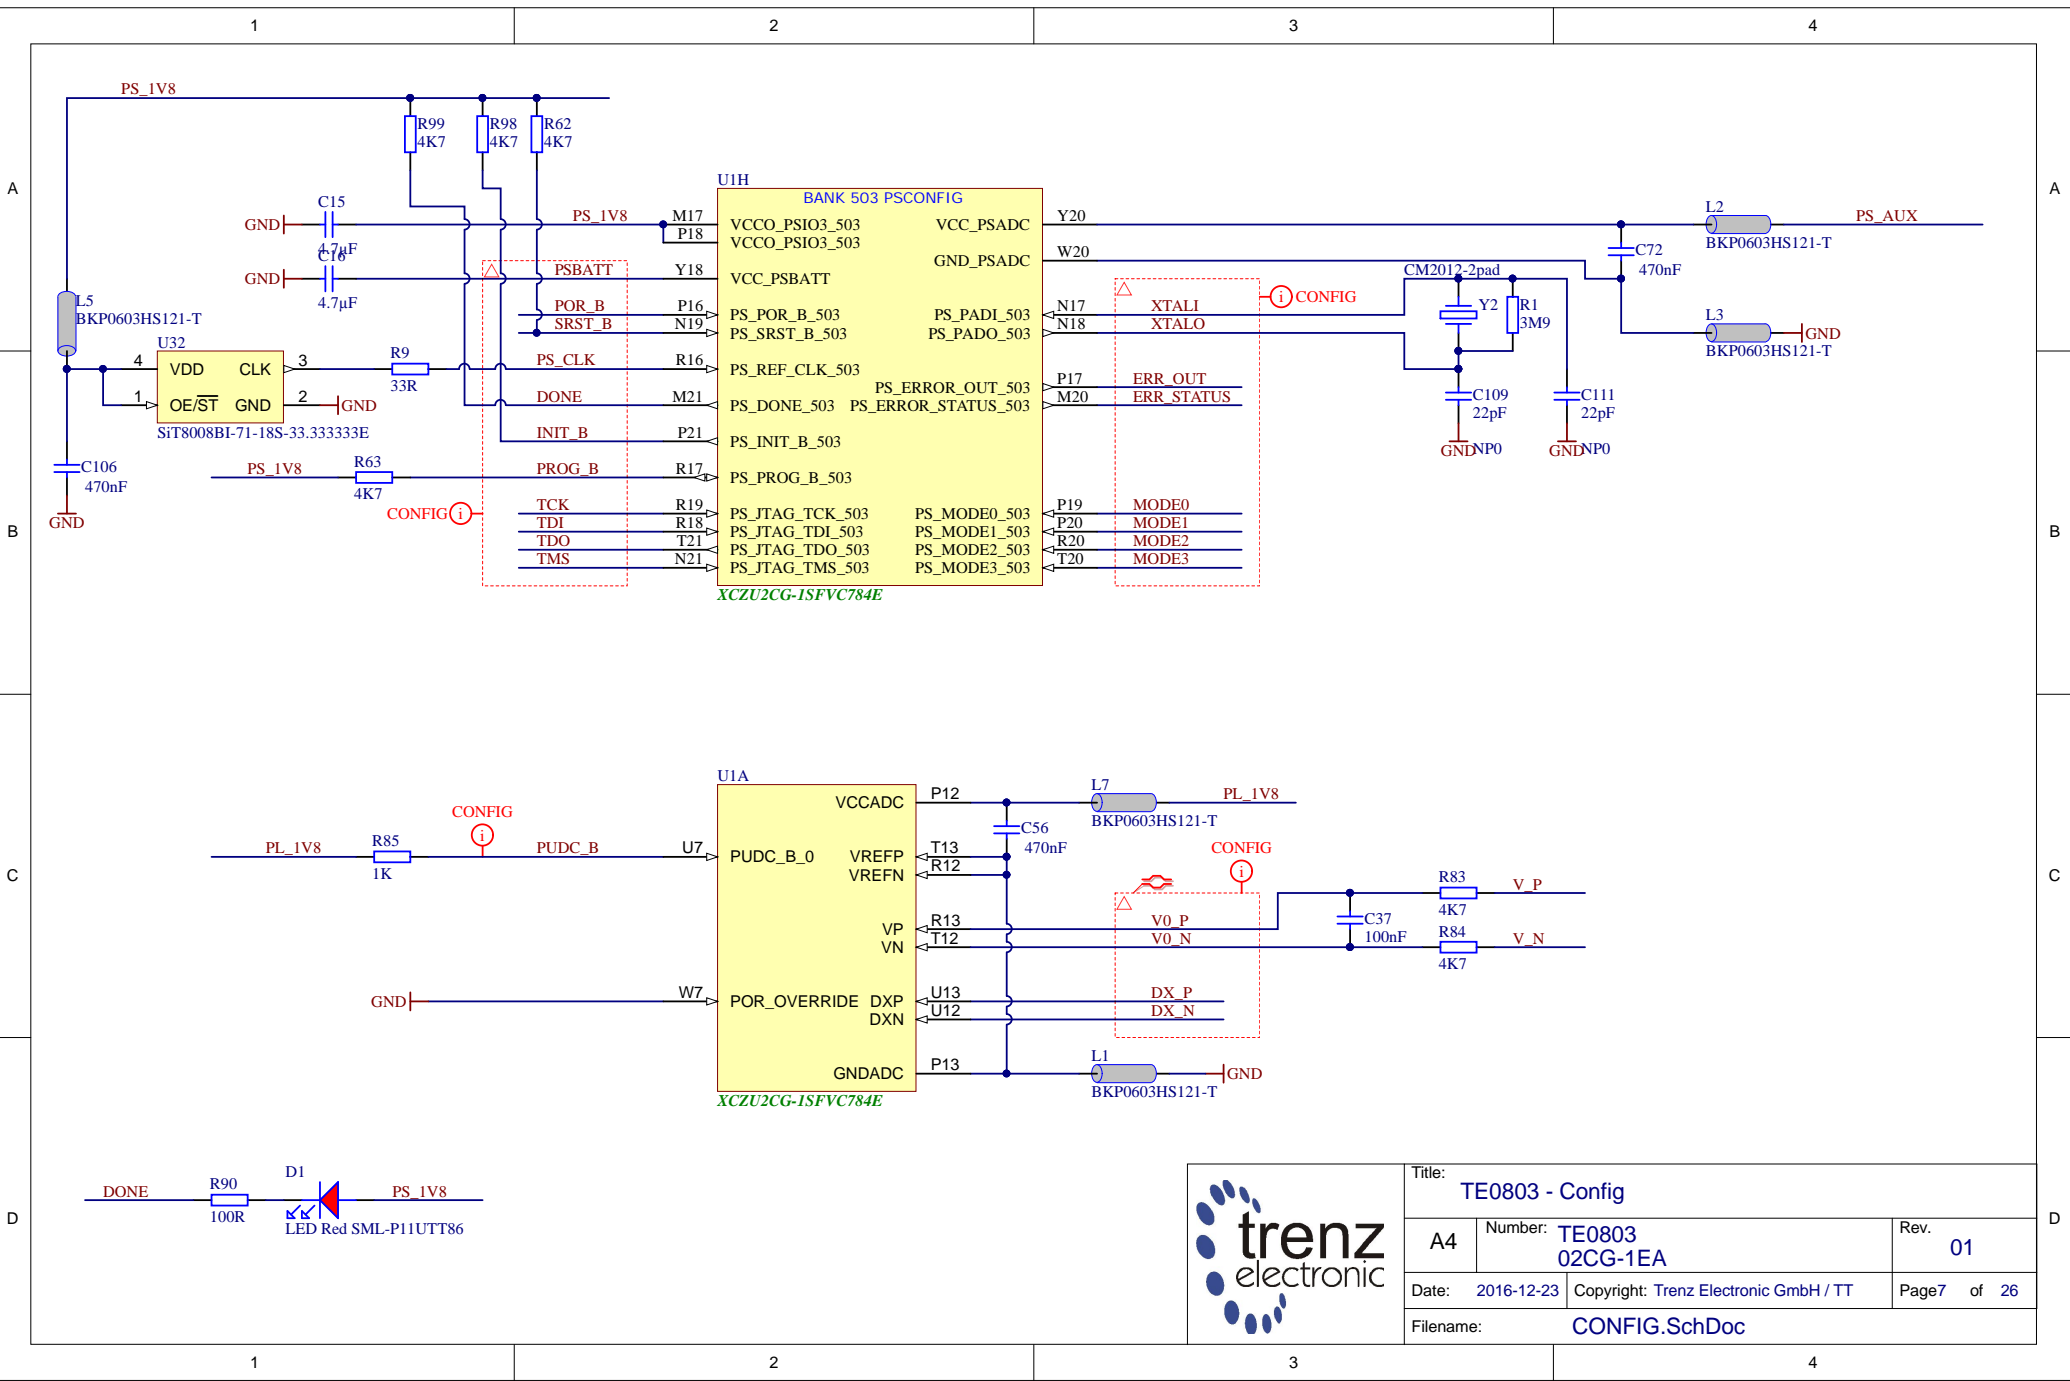 1 2 3 4
A
PS_1V8
R99 R98 R62
4K7 4K7 4K7
U1H
BANK 503 PSCONFIG
C15
GND
4.7µF
PS_1V8
M17 VCCO_PSIO3_503
P18 VCCO_PSIO3_503
C16
GND
4.7µF
PSBATT
Y18 VCC_PSBATT
POR_B P16 PS_POR_B_503
SRST_B N19 PS_SRST_B_503
PS_CLK R16 PS_REF_CLK_503
DONE M21 PS_DONE_503
INIT_B P21 PS_INIT_B_503
PROG_B R17 PS_PROG_B_503
TCK R19 PS_JTAG_TCK_503
TDI R18 PS_JTAG_TDI_503
TDO T21 PS_JTAG_TDO_503
TMS N21 PS_JTAG_TMS_503
VCC_PSADC Y20
GND_PSADC W20
PS_PADI_503 N17 XTALI
PS_PADO_503 N18 XTALO
PS_ERROR_OUT_503 P17 ERR_OUT
PS_ERROR_STATUS_503 M20 ERR_STATUS
PS_MODE0_503 P19 MODE0
PS_MODE1_503 P20 MODE1
PS_MODE2_503 R20 MODE2
PS_MODE3_503 T20 MODE3
XCZU2CG-1SFVC784E
L5
BKP0603HS121-T
U32
4 VDD CLK 3
1 OE/ST GND 2
GND
SiT8008BI-71-18S-33.333333E
R9
33R
C106
470nF
GND
PS_1V8
R63
4K7
CONFIG i
i CONFIG
CM2012-2pad
Y2
R1
3M9
C109
22pF
GND NP0
C111
22pF
GND NP0
L2
BKP0603HS121-T
PS_AUX
C72
470nF
L3
BKP0603HS121-T
GND
A
B
B
U1A
VCCADC P12
PUDC_B_0 U7
VREFP T13
VREFN R12
VP R13
VN T12
POR_OVERRIDE W7
DXP U13
DXN U12
GNDADC P13
XCZU2CG-1SFVC784E
CONFIG
i
PL_1V8
R85
1K
PUDC_B
GND
L7
BKP0603HS121-T
PL_1V8
C56
470nF
CONFIG
i
V0_P
V0_N
C37
100nF
R83
4K7
V_P
R84
4K7
V_N
DX_P
DX_N
L1
BKP0603HS121-T
GND
C
C
DONE
R90
100R
D1
PS_1V8
LED Red SML-P11UTT86
D
D
trenz
electronic
Title:
TE0803 - Config
A4
Number: TE0803
02CG-1EA
Rev.
01
Date: 2016-12-23
Copyright: Trenz Electronic GmbH / TT
Page7 of 26
Filename: CONFIG.SchDoc
1 2 3 4